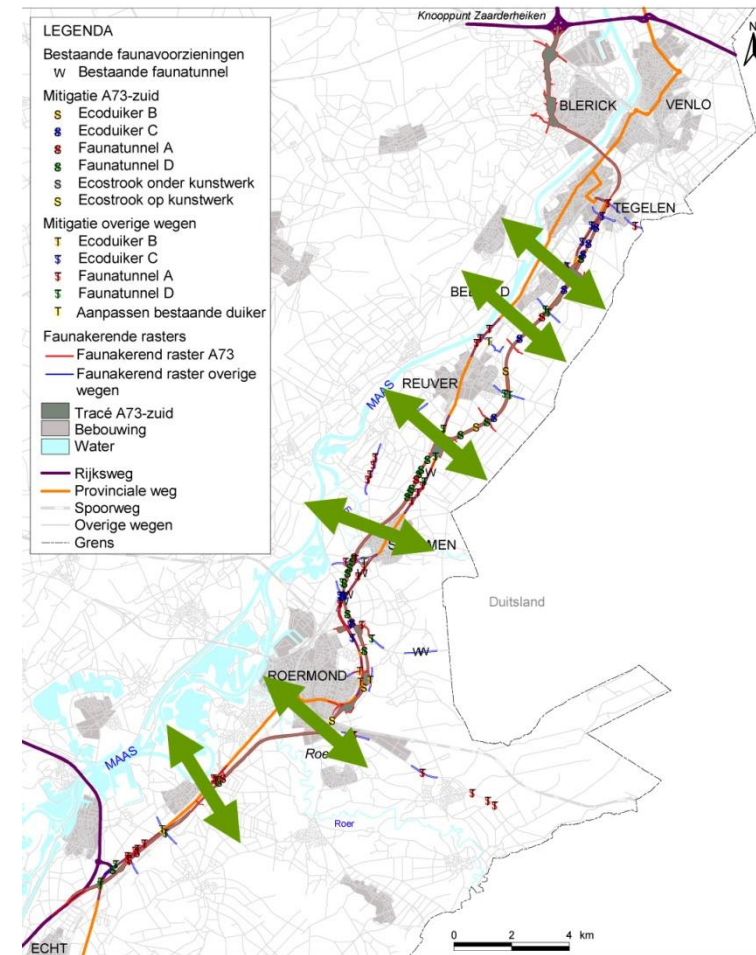 Knooppunt Zaarderheiken
N
LEGENDA
Bestaande faunavoorzieningen
W Bestaande faunatunnel
Mitigatie A73-zuid
S Ecoduiker B
S Ecoduiker C
S Faunatunnel A
S Faunatunnel D
S Ecostrook onder kunstwerk
S Ecostrook op kunstwerk
Mitigatie overige wegen
T Ecoduiker B
T Ecoduiker C
T Faunatunnel A
T Faunatunnel D
T Aanpassen bestaande duiker
Faunakerende rasters
Faunakerend raster A73
Faunakerend raster overige
wegen
Tracé A73-zuid
Bebouwing
Water
Rijksweg
Provinciale weg
Spoorweg
Overige wegen
Grens
BLERICK
VENLO
TEGELEN
MAAS
REUVER
Duitsland
ROERMOND
MAAS
Roer
ECHT
0 2 4 km